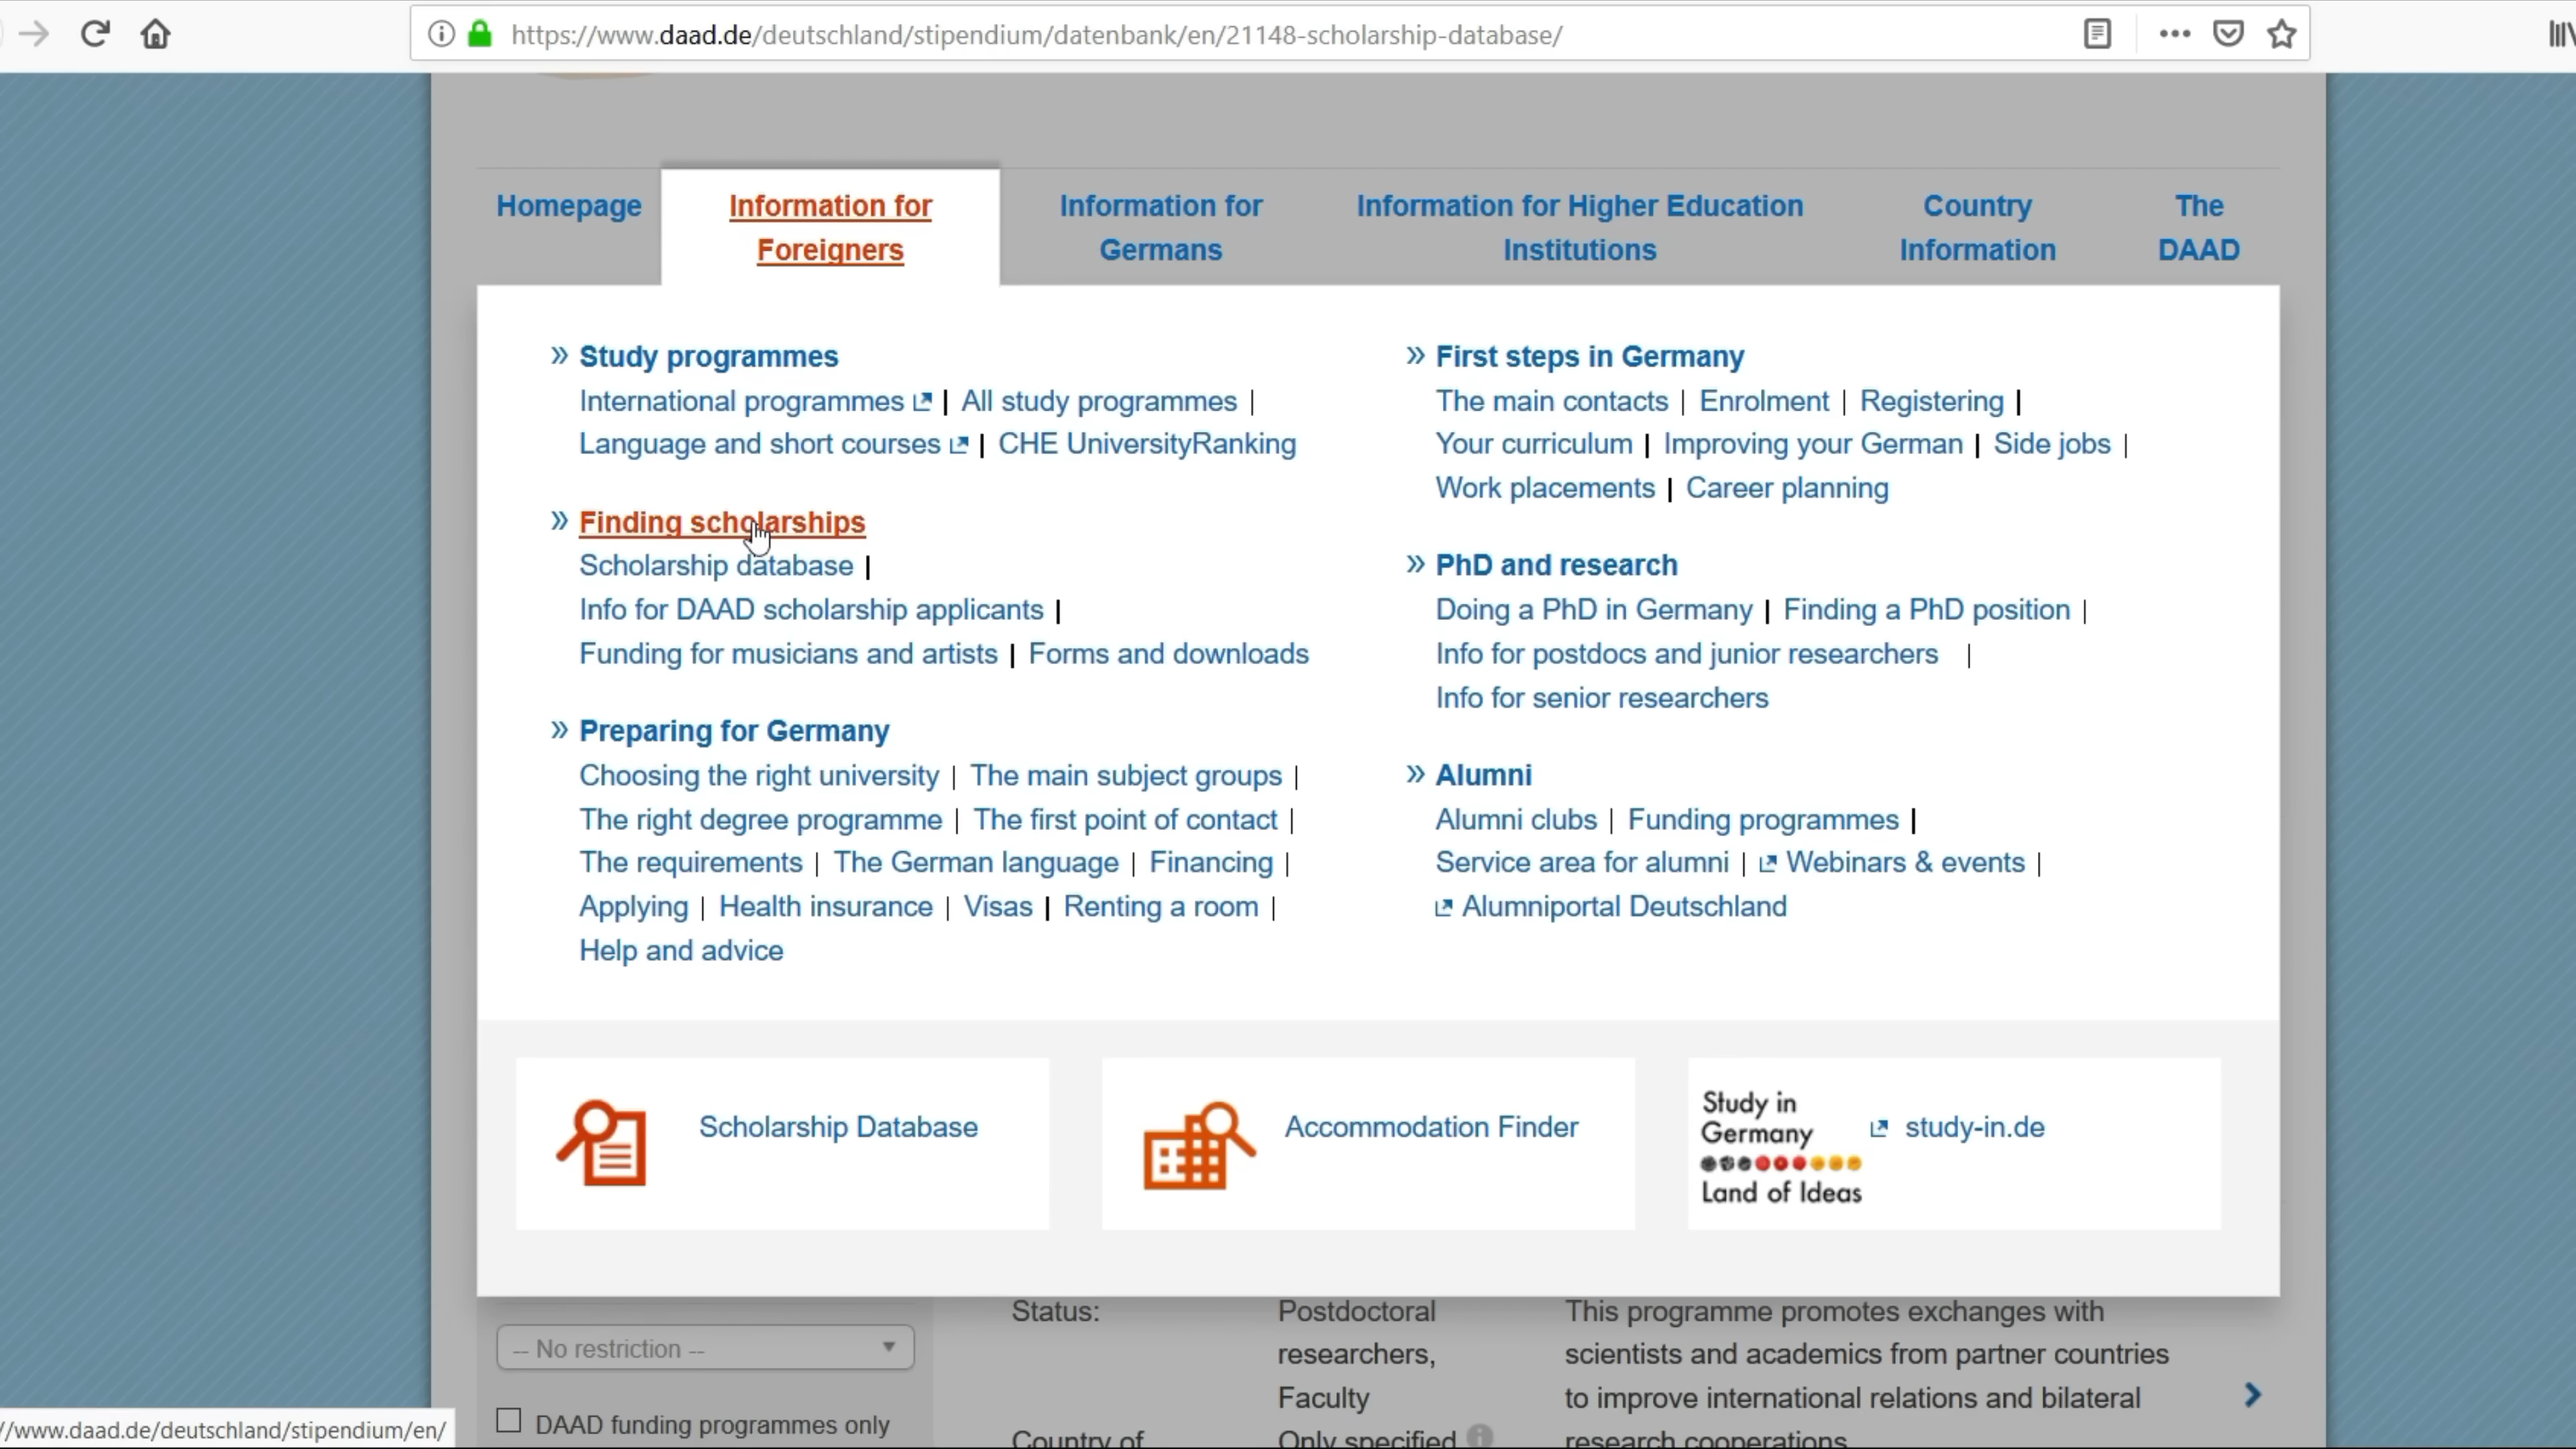 https://www.daad.de/deutschland/stipendium/datenbank/en/21148-scholarship-database/
Homepage
Information for
Foreigners
Information for
Germans
Information for Higher Education
Institutions
Country
Information
The
DAAD
» Study programmes
International programmes | All study programmes |
Language and short courses | CHE UniversityRanking
» Finding scholarships
Scholarship database |
Info for DAAD scholarship applicants |
Funding for musicians and artists | Forms and downloads
» Preparing for Germany
Choosing the right university | The main subject groups |
The right degree programme | The first point of contact |
The requirements | The German language | Financing |
Applying | Health insurance | Visas | Renting a room |
Help and advice
» First steps in Germany
The main contacts | Enrolment | Registering |
Your curriculum | Improving your German | Side jobs |
Work placements | Career planning
» PhD and research
Doing a PhD in Germany | Finding a PhD position |
Info for postdocs and junior researchers |
Info for senior researchers
» Alumni
Alumni clubs | Funding programmes |
Service area for alumni | Webinars & events |
Alumniportal Deutschland
Scholarship Database
Accommodation Finder
Study in
Germany
Land of Ideas
study-in.de
-- No restriction --
DAAD funding programmes only
Status:
Postdoctoral
researchers,
Faculty
Country of
Only specified
This programme promotes exchanges with
scientists and academics from partner countries
to improve international relations and bilateral
research cooperations
//www.daad.de/deutschland/stipendium/en/